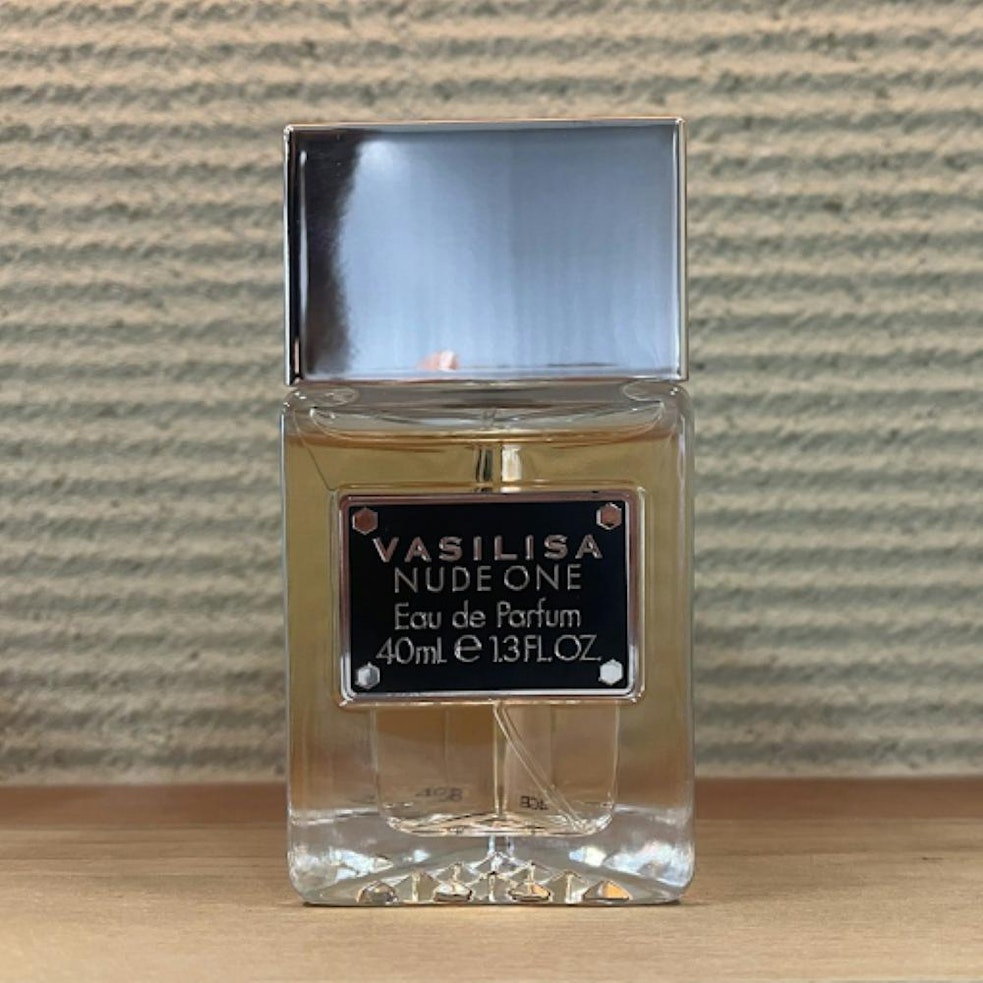 VASILISA
NUDE ONE
Eau de Parfum
40mL e 1.3FL.OZ.